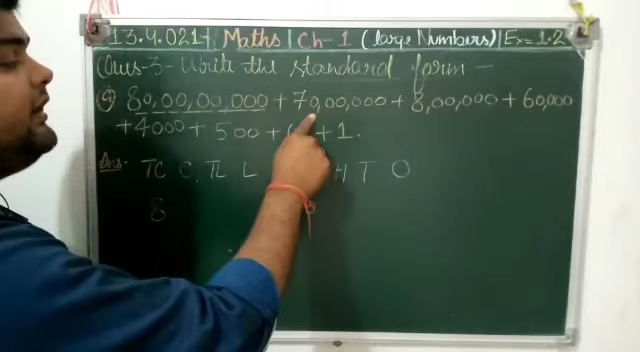 13.4.021 | Maths | Ch-1 (large Numbers) | Ex=1.2
Ques-3- Write the standard form -
80,00,00,000 + 70,00,000 + 8,00,000 + 60,000
+ 4000 + 500 + + 1.
Ans. TC C. TL L H T O
8